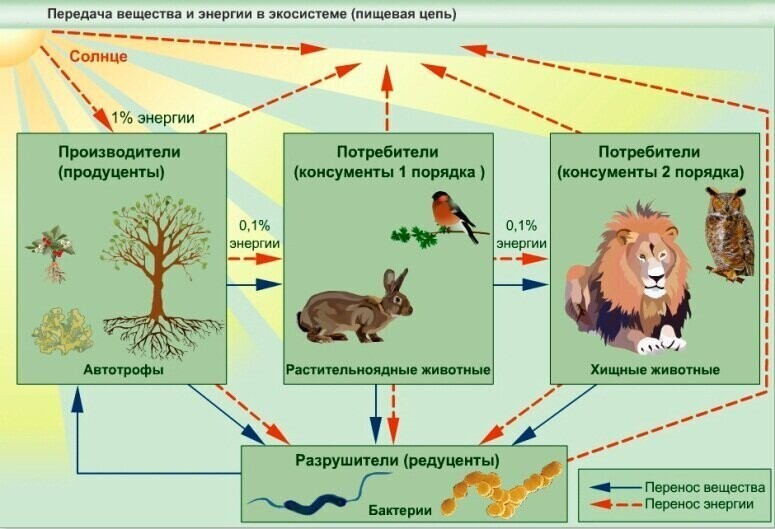 Передача вещества и энергии в экосистеме (пищевая цепь)
Солнце
1% энергии
Производители
(продуценты)
Автотрофы
0,1%
энергии
Потребители
(консументы 1 порядка )
Растительноядные животные
0,1%
энергии
Потребители
(консументы 2 порядка)
Хищные животные
Разрушители (редуценты)
Бактерии
Перенос вещества
Перенос энергии